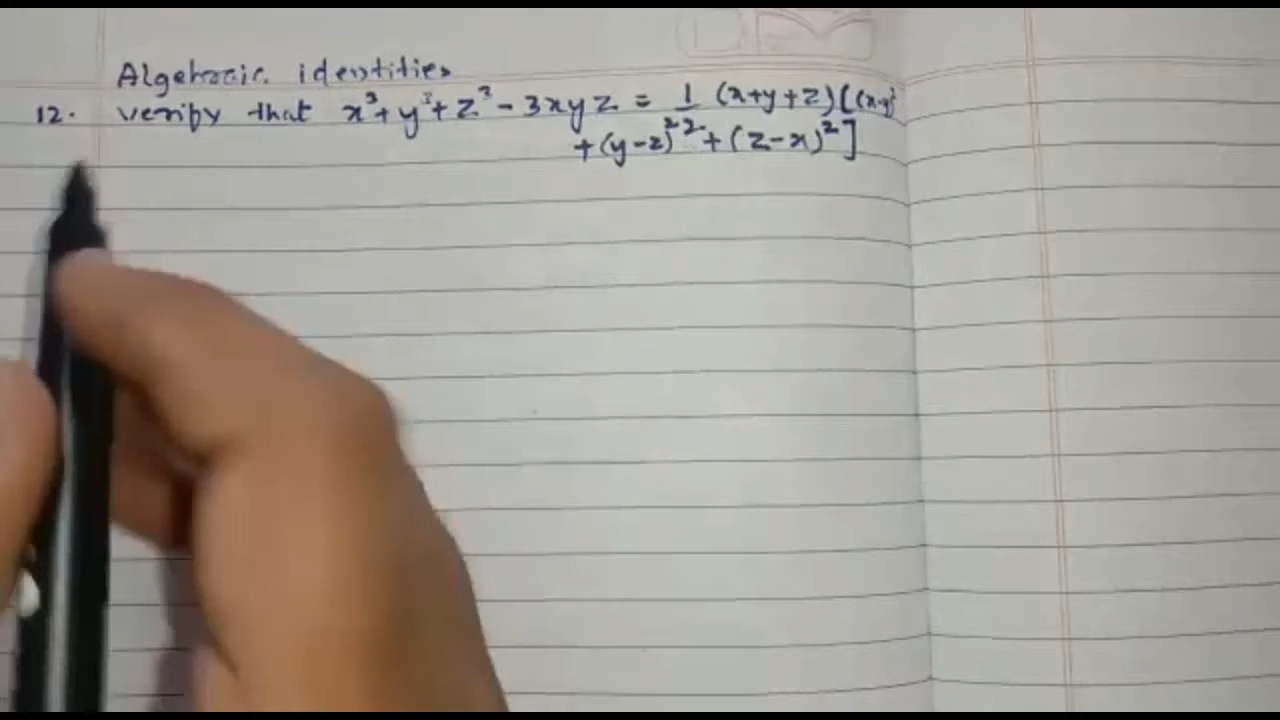 Algebraic identities
12. verify that x³+y³+z³-3xyz = 1 (x+y+z)[(x-y)²
2
+(y-z)²+(z-x)²]